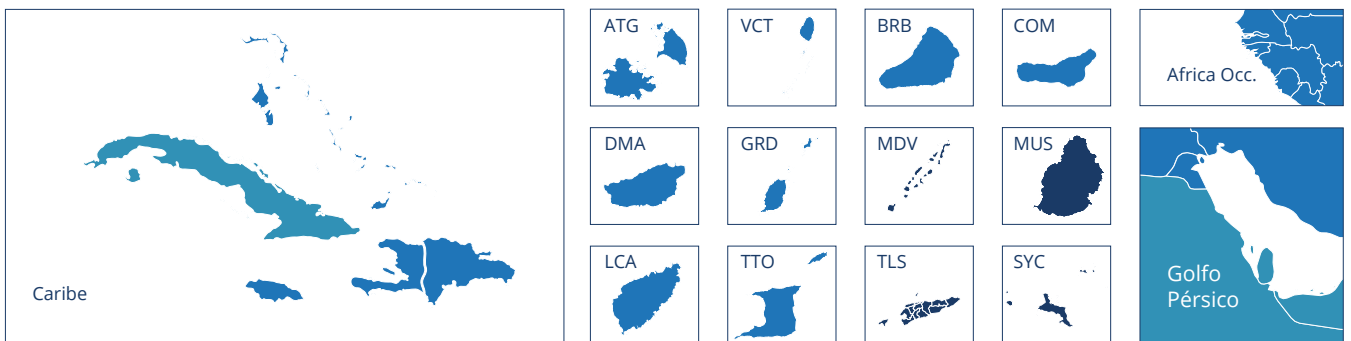 Caribe
ATG
VCT
BRB
COM
Africa Occ.
DMA
GRD
MDV
MUS
LCA
TTO
TLS
SYC
Golfo
Pérsico